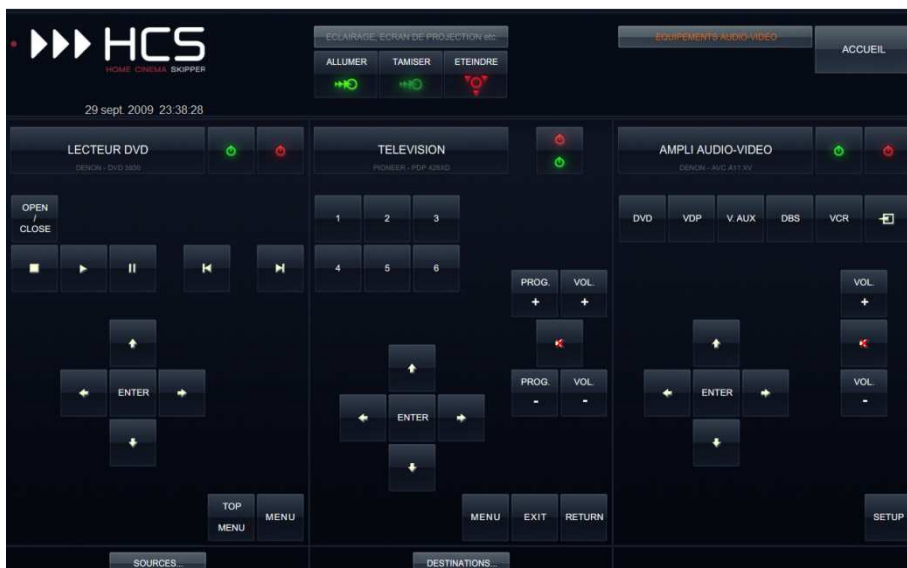 HCS
HOME CINEMA SKIPPER
29 sept. 2009 23:38:28
ECLAIRAGE, ECRAN DE PROJECTION etc.
ALLUMER TAMISER ETEINDRE
EQUIPEMENTS AUDIO-VIDEO
ACCUEIL
LECTEUR DVD
DENON - DVD 3930
OPEN
/
CLOSE
ENTER
TOP
MENU
MENU
SOURCES...
TELEVISION
PIONEER - PDP 428XD
1 2 3
4 5 6
PROG. VOL.
+ +
PROG. VOL.
- -
ENTER
MENU EXIT RETURN
DESTINATIONS...
AMPLI AUDIO-VIDEO
DENON - AVC A11 XV
DVD VDP V. AUX DBS VCR
VOL.
+
VOL.
-
ENTER
SETUP